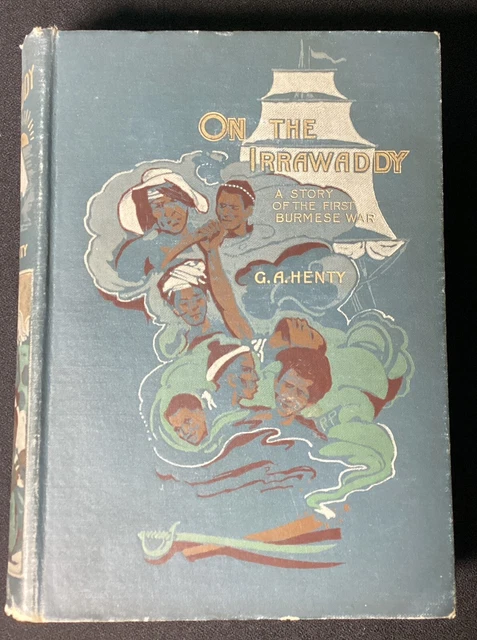 ON THE
IRRAWADDY
A STORY
OF THE FIRST
BURMESE WAR
G. A. HENTY